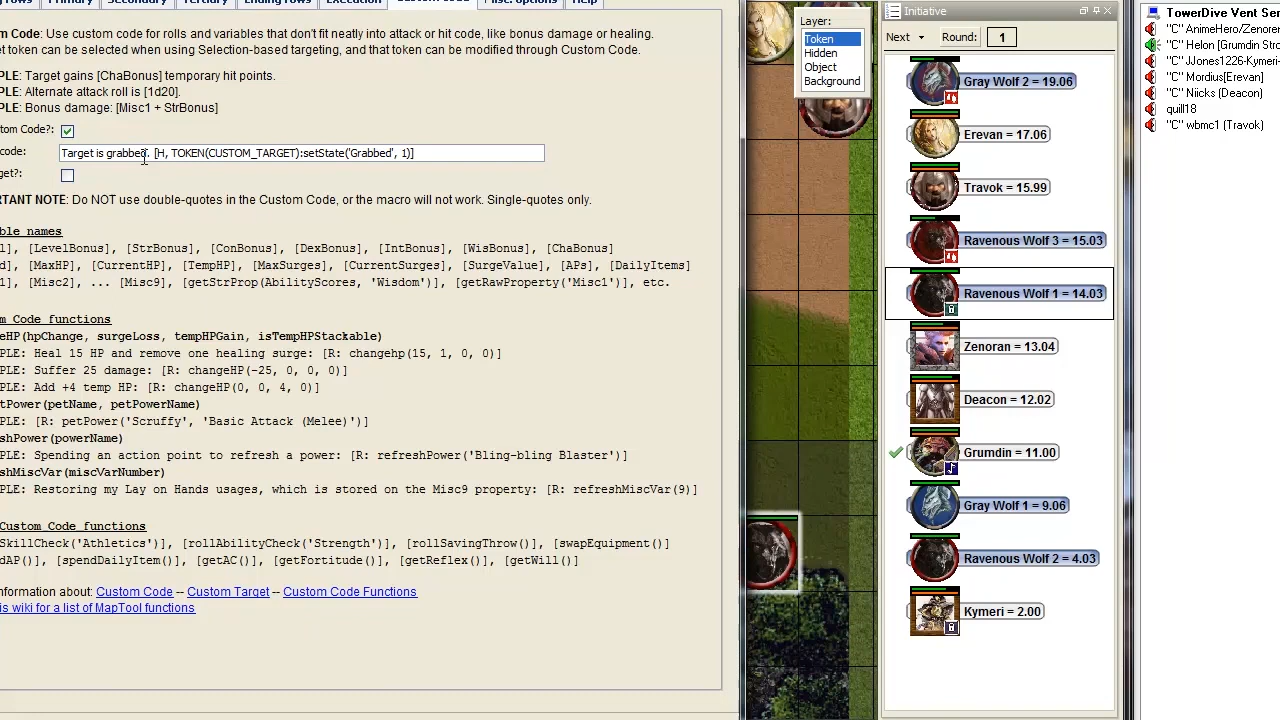 Primary Secondary Tertiary Ending Rows Execution Custom Code Misc. Options Help
om Code: Use custom code for rolls and variables that don't fit neatly into attack or hit code, like bonus damage or healing.
et token can be selected when using Selection-based targeting, and that token can be modified through Custom Code.
PLE: Target gains [ChaBonus] temporary hit points.
PLE: Alternate attack roll is [1d20].
PLE: Bonus damage: [Misc1 + StrBonus]
tom Code?:
code: Target is grabbed. [H, TOKEN(CUSTOM_TARGET):setState('Grabbed', 1)]
get?:
RTANT NOTE: Do NOT use double-quotes in the Custom Code, or the macro will not work. Single-quotes only.
ble names
l], [LevelBonus], [StrBonus], [ConBonus], [DexBonus], [IntBonus], [WisBonus], [ChaBonus]
d], [MaxHP], [CurrentHP], [TempHP], [MaxSurges], [CurrentSurges], [SurgeValue], [APs], [DailyItems]
1], [Misc2], ... [Misc9], [getStrProp(AbilityScores, 'Wisdom')], [getRawProperty('Misc1')], etc.
m Code functions
eHP(hpChange, surgeLoss, tempHPGain, isTempHPStackable)
PLE: Heal 15 HP and remove one healing surge: [R: changehp(15, 1, 0, 0)]
PLE: Suffer 25 damage: [R: changeHP(-25, 0, 0, 0)]
PLE: Add +4 temp HP: [R: changeHP(0, 0, 4, 0)]
tPower(petName, petPowerName)
PLE: [R: petPower('Scruffy', 'Basic Attack (Melee)')]
shPower(powerName)
PLE: Spending an action point to refresh a power: [R: refreshPower('Bling-bling Blaster')]
shMiscVar(miscVarNumber)
PLE: Restoring my Lay on Hands usages, which is stored on the Misc9 property: [R: refreshMiscVar(9)]
Custom Code functions
SkillCheck('Athletics')], [rollAbilityCheck('Strength')], [rollSavingThrow()], [swapEquipment()]
dAP()], [spendDailyItem()], [getAC()], [getFortitude()], [getReflex()], [getWill()]
nformation about: Custom Code -- Custom Target -- Custom Code Functions
is wiki for a list of MapTool functions
Layer:
Token
Hidden
Object
Background
Initiative
Next Round: 1
Gray Wolf 2 = 19.06
Erevan = 17.06
Travok = 15.99
Ravenous Wolf 3 = 15.03
Ravenous Wolf 1 = 14.03
Zenoran = 13.04
Deacon = 12.02
Grumdin = 11.00
Gray Wolf 1 = 9.06
Ravenous Wolf 2 = 4.03
Kymeri = 2.00
TowerDive Vent Ser
"C" AnimeHero/Zenorer
"C" Helon [Grumdin Stro
"C" JJones1226-Kymeri-
"C" Mordius[Erevan]
"C" Niicks (Deacon)
quill18
"C" wbmc1 (Travok)